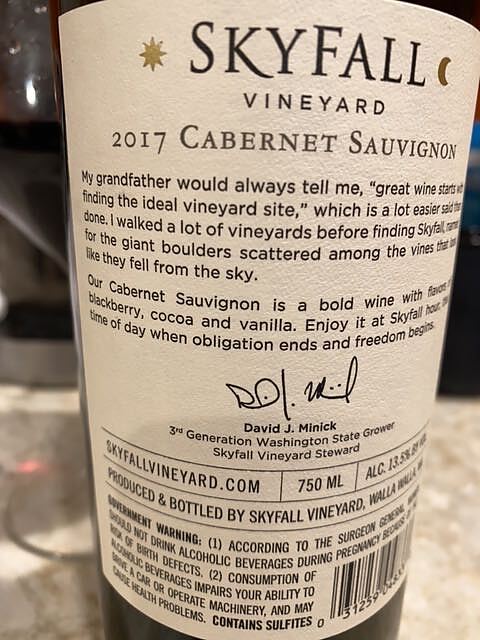 SKYFALL
VINEYARD
2017 CABERNET SAUVIGNON
My grandfather would always tell me, "great wine starts
finding the ideal vineyard site," which is a lot easier said
done. I walked a lot of vineyards before finding Skyfall,
for the giant boulders scattered among the vines that
like they fell from the sky.
Our Cabernet Sauvignon is a bold wine with
blackberry, cocoa and vanilla. Enjoy it at Skyfall hour,
time of day when obligation ends and freedom begins.
David J. Minick
3rd Generation Washington State Grower
Skyfall Vineyard Steward
SKYFALLVINEYARD.COM 750 ML ALC. 13.5% BY
PRODUCED & BOTTLED BY SKYFALL VINEYARD, WALLA WALLA,
GOVERNMENT WARNING: (1) ACCORDING TO THE SURGEON GENERAL,
SHOULD NOT DRINK ALCOHOLIC BEVERAGES DURING PREGNANCY BECAUSE OF
RISK OF BIRTH DEFECTS. (2) CONSUMPTION OF
ALCOHOLIC BEVERAGES IMPAIRS YOUR ABILITY TO
DRIVE A CAR OR OPERATE MACHINERY, AND MAY
CAUSE HEALTH PROBLEMS. CONTAINS SULFITES